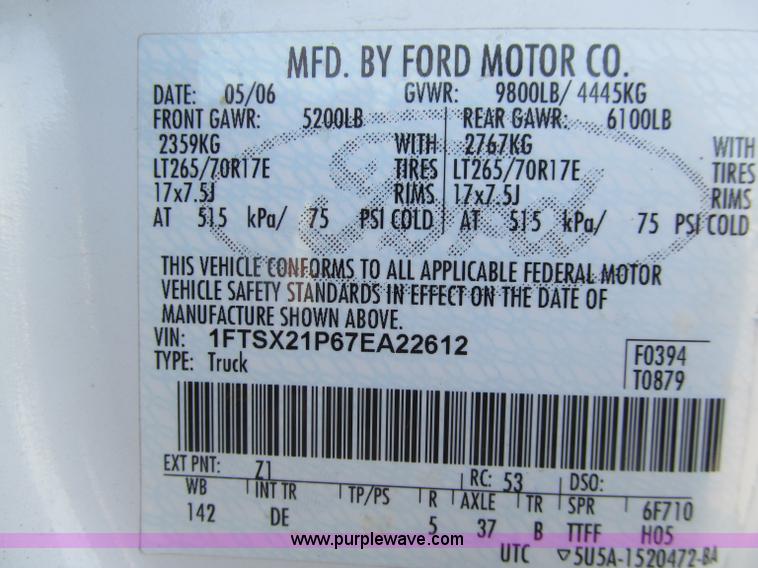 MFD. BY FORD MOTOR CO.
DATE: 05/06 GVWR: 9800LB/ 4445KG
FRONT GAWR: 5200LB REAR GAWR: 6100LB
2359KG WITH 2767KG WITH
LT265/70R17E TIRES LT265/70R17E TIRES
17x7.5J RIMS 17x7.5J RIMS
AT 515 kPa/ 75 PSI COLD AT 515 kPa/ 75 PSI COLD
Ford
THIS VEHICLE CONFORMS TO ALL APPLICABLE FEDERAL MOTOR
VEHICLE SAFETY STANDARDS IN EFFECT ON THE DATE OF
MANUFACTURE SHOWN ABOVE.
VIN: 1FTSX21P67EA22612
TYPE: Truck
F0394
T0879
EXT PNT: Z1 RC: 53 DSO:
WB INT TR TP/PS R AXLE TR SPR 6F710
142 DE 5 37 B TTFF H05
www.purplewave.com
UTC ▽5U5A-1520472-BA